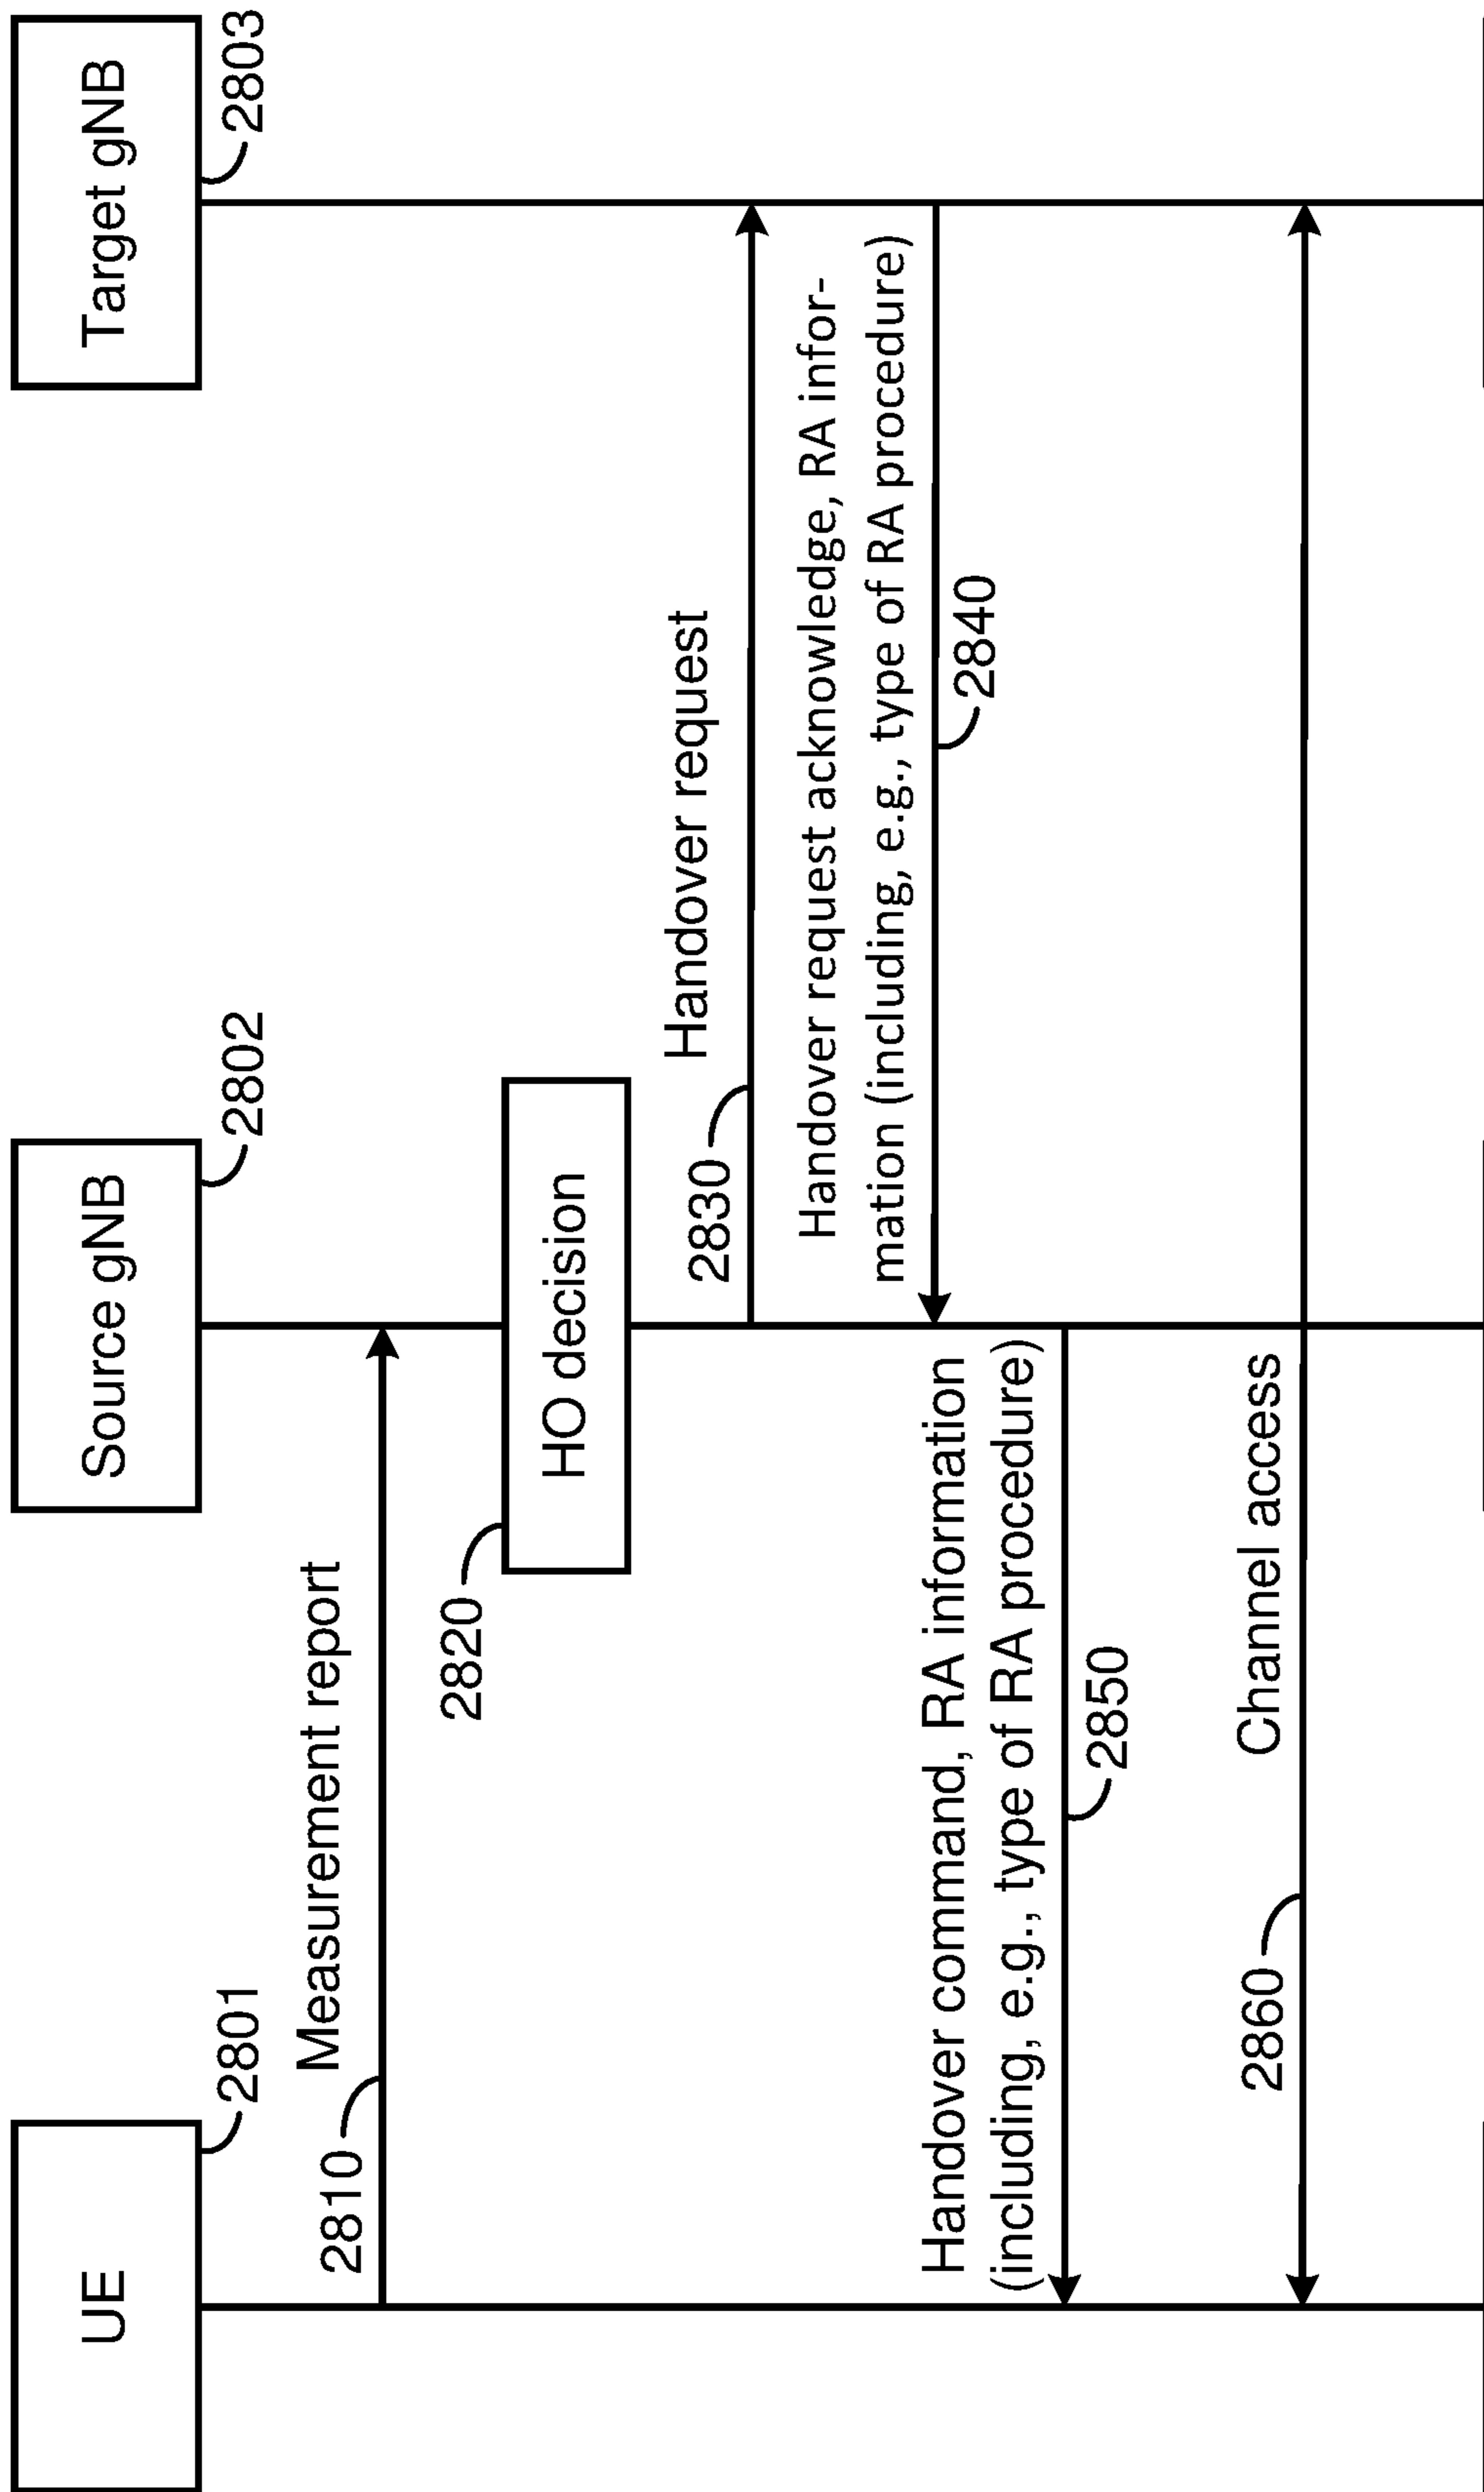 UE
Source gNB
Target gNB
2801
2802
2803
Measurement report
2810
2820
HO decision
Handover request
2830
Handover request acknowledge, RA infor-
mation (including, e.g., type of RA procedure)
2840
Handover command, RA information
(including, e.g., type of RA procedure)
2850
Channel access
2860